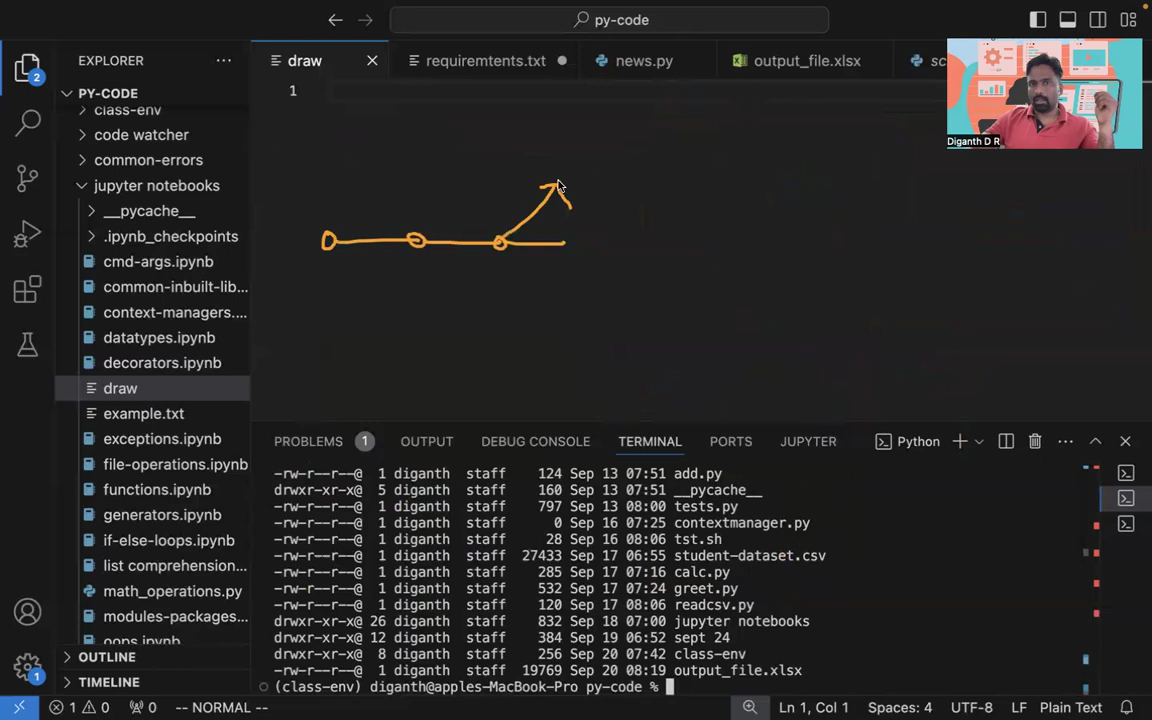 py-code
EXPLORER
draw
requiremtents.txt
news.py
output_file.xlsx
sc
2
PY-CODE
1
class-env
code watcher
common-errors
jupyter notebooks
__pycache__
.ipynb_checkpoints
cmd-args.ipynb
common-inbuilt-lib...
context-managers....
datatypes.ipynb
decorators.ipynb
draw
example.txt
exceptions.ipynb
file-operations.ipynb
functions.ipynb
generators.ipynb
if-else-loops.ipynb
list comprehension...
math_operations.py
modules-packages...
oops.ipynb
OUTLINE
TIMELINE
Diganth D R
PROBLEMS 1 OUTPUT DEBUG CONSOLE TERMINAL PORTS JUPYTER Python
-rw-r--r--@ 1 diganth staff 124 Sep 13 07:51 add.py
drwxr-xr-x@ 5 diganth staff 160 Sep 13 07:51 __pycache__
-rw-r--r--@ 1 diganth staff 797 Sep 13 08:00 tests.py
-rw-r--r--@ 1 diganth staff 0 Sep 16 07:25 contextmanager.py
-rw-r--r--@ 1 diganth staff 28 Sep 16 08:06 tst.sh
-rw-r--r--@ 1 diganth staff 27433 Sep 17 06:55 student-dataset.csv
-rw-r--r--@ 1 diganth staff 285 Sep 17 07:16 calc.py
-rw-r--r--@ 1 diganth staff 532 Sep 17 07:24 greet.py
-rw-r--r--@ 1 diganth staff 120 Sep 17 08:06 readcsv.py
drwxr-xr-x@ 26 diganth staff 832 Sep 18 07:00 jupyter notebooks
drwxr-xr-x@ 12 diganth staff 384 Sep 19 06:52 sept 24
drwxr-xr-x@ 8 diganth staff 256 Sep 20 07:42 class-env
-rw-r--r--@ 1 diganth staff 19769 Sep 20 08:19 output_file.xlsx
(class-env) diganth@apples-MacBook-Pro py-code %
1
1 0 0 -- NORMAL -- Ln 1, Col 1 Spaces: 4 UTF-8 LF Plain Text